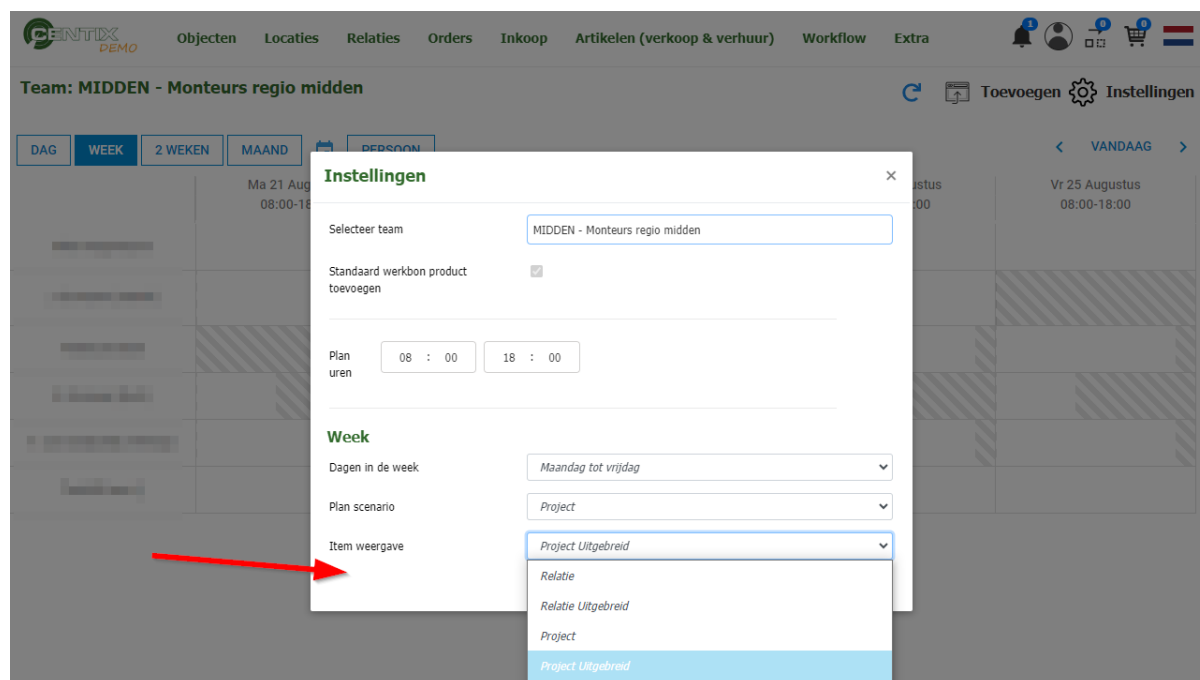 CENTIX
DEMO
Objecten Locaties Relaties Orders Inkoop Artikelen (verkoop & verhuur) Workflow Extra
1 0 0
Team: MIDDEN - Monteurs regio midden
Toevoegen Instellingen
DAG WEEK 2 WEKEN MAAND PERSOON
VANDAAG
Ma 21 Aug
08:00-18
ustus
:00
Vr 25 Augustus
08:00-18:00
Instellingen
Selecteer team MIDDEN - Monteurs regio midden
Standaard werkbon product
toevoegen
Plan
uren
08 : 00 18 : 00
Week
Dagen in de week Maandag tot vrijdag
Plan scenario Project
Item weergave Project Uitgebreid
Relatie
Relatie Uitgebreid
Project
Project Uitgebreid